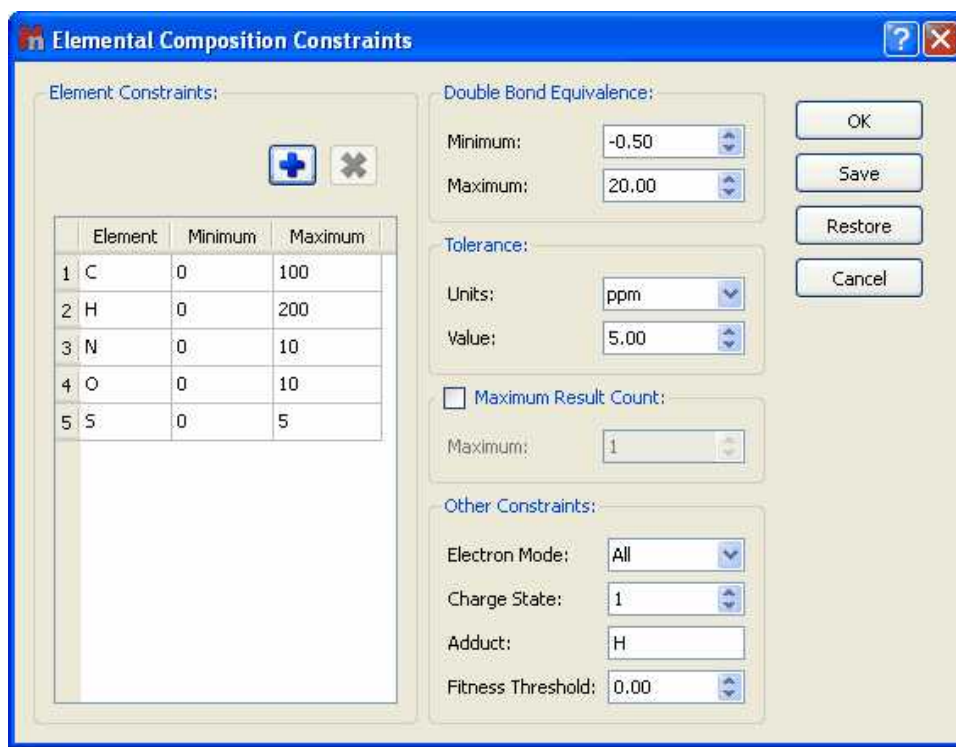 Elemental Composition Constraints
Element Constraints:
Element Minimum Maximum
1 C 0 100
2 H 0 200
3 N 0 10
4 O 0 10
5 S 0 5
Double Bond Equivalence:
Minimum: -0.50
Maximum: 20.00
Tolerance:
Units: ppm
Value: 5.00
Maximum Result Count:
Maximum: 1
Other Constraints:
Electron Mode: All
Charge State: 1
Adduct: H
Fitness Threshold: 0.00
OK
Save
Restore
Cancel